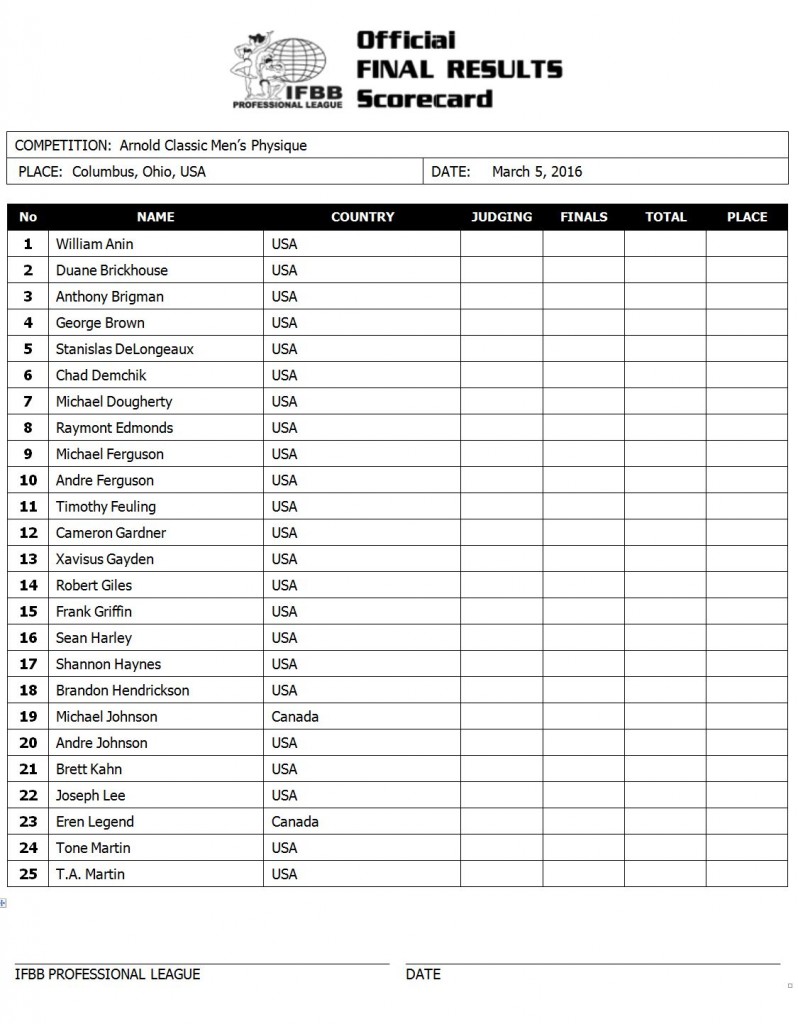 Official
FINAL RESULTS
Scorecard
IFBB
PROFESSIONAL LEAGUE
COMPETITION: Arnold Classic Men’s Physique
PLACE: Columbus, Ohio, USA DATE: March 5, 2016
No NAME COUNTRY JUDGING FINALS TOTAL PLACE
1 William Anin USA
2 Duane Brickhouse USA
3 Anthony Brigman USA
4 George Brown USA
5 Stanislas DeLongeaux USA
6 Chad Demchik USA
7 Michael Dougherty USA
8 Raymont Edmonds USA
9 Michael Ferguson USA
10 Andre Ferguson USA
11 Timothy Feuling USA
12 Cameron Gardner USA
13 Xavisus Gayden USA
14 Robert Giles USA
15 Frank Griffin USA
16 Sean Harley USA
17 Shannon Haynes USA
18 Brandon Hendrickson USA
19 Michael Johnson Canada
20 Andre Johnson USA
21 Brett Kahn USA
22 Joseph Lee USA
23 Eren Legend Canada
24 Tone Martin USA
25 T.A. Martin USA
IFBB PROFESSIONAL LEAGUE DATE